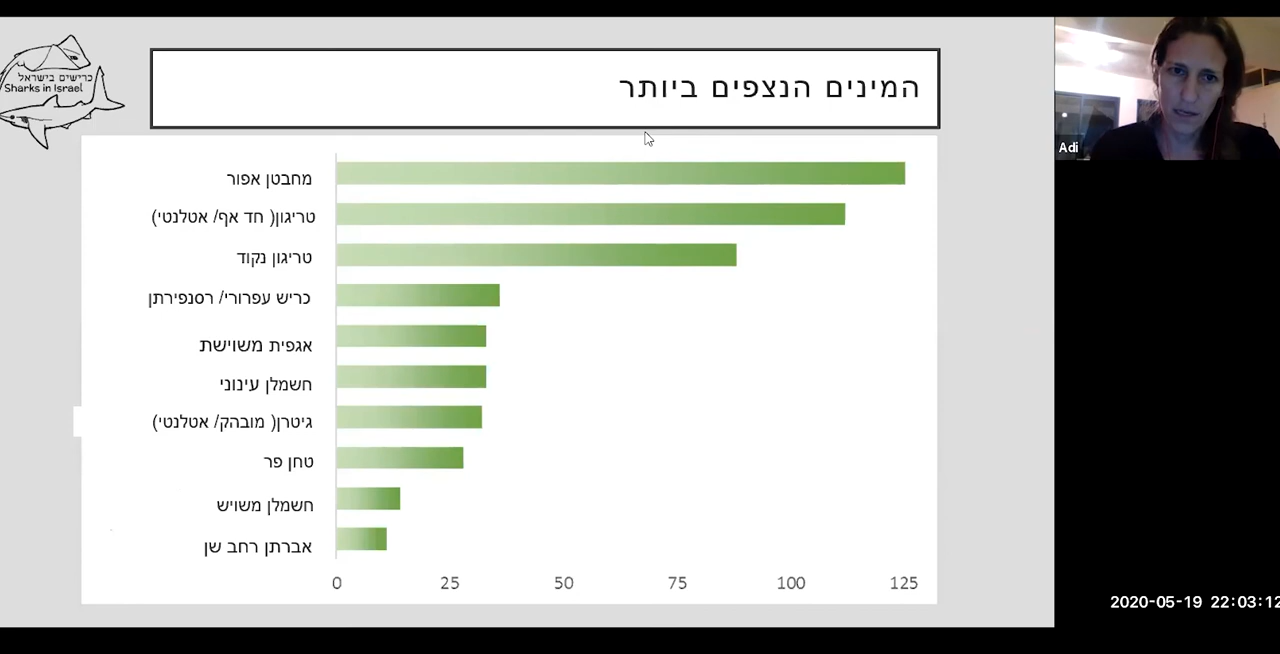 כרישים בישראל
Sharks in Israel
המינים הנצפים ביותר
Adi
מחבטן אפור
טריגון( חד אף/ אטלנטי)
טריגון נקוד
כריש עפרורי/ רסנפירתן
אגפית משוישת
חשמלן עינוני
גיטרן( מובהק/ אטלנטי)
טחן פר
חשמלן משויש
אברתן רחב שן
0 25 50 75 100 125
2020-05-19 22:03:12